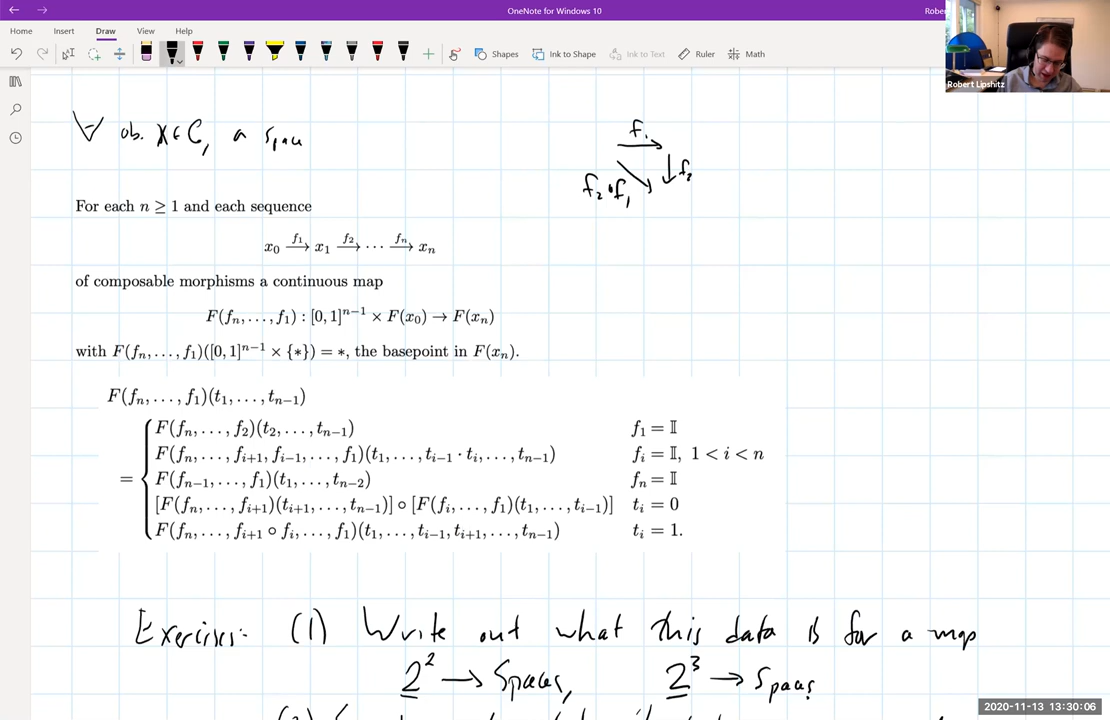 OneNote for Windows 10
Rober
Home Insert Draw View Help
Shapes Ink to Shape Ink to Text Ruler Math
Robert Lipshitz
∀ ob. X ∈ C, a space
f₁
f₂
f₂ ∘ f₁
For each n ≥ 1 and each sequence
x₀ —f₁→ x₁ —f₂→ ⋯ —fₙ→ xₙ
of composable morphisms a continuous map
F(fₙ, . . . , f₁) : [0, 1]ⁿ⁻¹ × F(x₀) → F(xₙ)
with F(fₙ, . . . , f₁)([0, 1]ⁿ⁻¹ × {∗}) = ∗, the basepoint in F(xₙ).
F(fₙ, . . . , f₁)(t₁, . . . , tₙ₋₁)
F(fₙ, . . . , f₂)(t₂, . . . , tₙ₋₁) f₁ = 𝕀
F(fₙ, . . . , fᵢ₊₁, fᵢ₋₁, . . . , f₁)(t₁, . . . , tᵢ₋₁ · tᵢ, . . . , tₙ₋₁) fᵢ = 𝕀, 1 < i < n
= { F(fₙ₋₁, . . . , f₁)(t₁, . . . , tₙ₋₂) fₙ = 𝕀
[F(fₙ, . . . , fᵢ₊₁)(tᵢ₊₁, . . . , tₙ₋₁)] ∘ [F(fᵢ, . . . , f₁)(t₁, . . . , tᵢ₋₁)] tᵢ = 0
F(fₙ, . . . , fᵢ₊₁ ∘ fᵢ, . . . , f₁)(t₁, . . . , tᵢ₋₁, tᵢ₊₁, . . . , tₙ₋₁) tᵢ = 1.
Exercises: (1) Write out what this data is for a map
2² → Spaces, 2³ → Spaces
2020-11-13 13:30:06